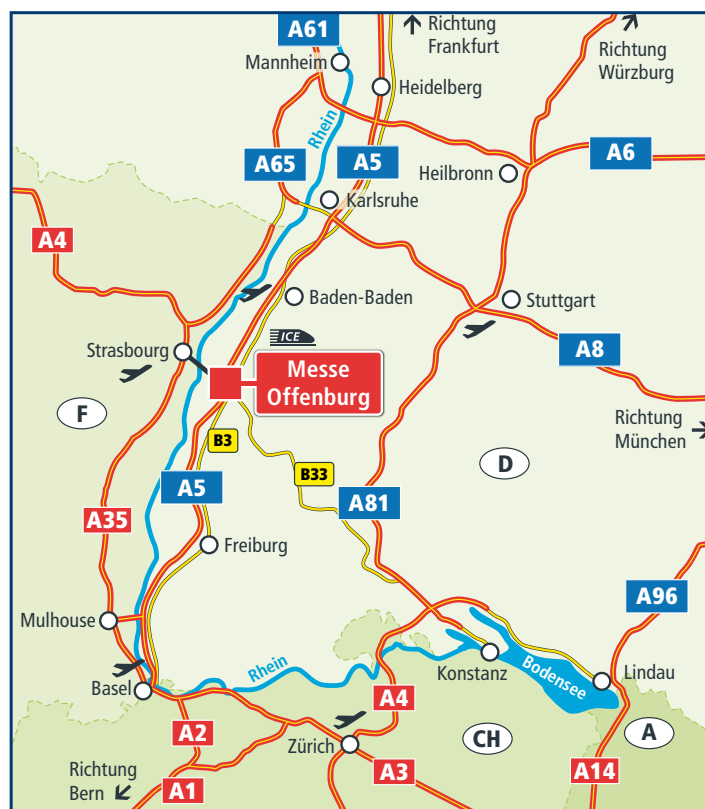 A61
Richtung
Frankfurt
Richtung
Würzburg
Mannheim
Heidelberg
Rhein
A65
A5
A6
Heilbronn
Karlsruhe
A4
Baden-Baden
Stuttgart
ICE
Strasbourg
A8
Messe
Offenburg
F
Richtung
München
B3
D
B33
A5
A81
A35
Freiburg
A96
Mulhouse
Rhein
Konstanz
Bodensee
Lindau
Basel
A4
A2
Zürich
CH
A
Richtung
Bern
A1
A3
A14